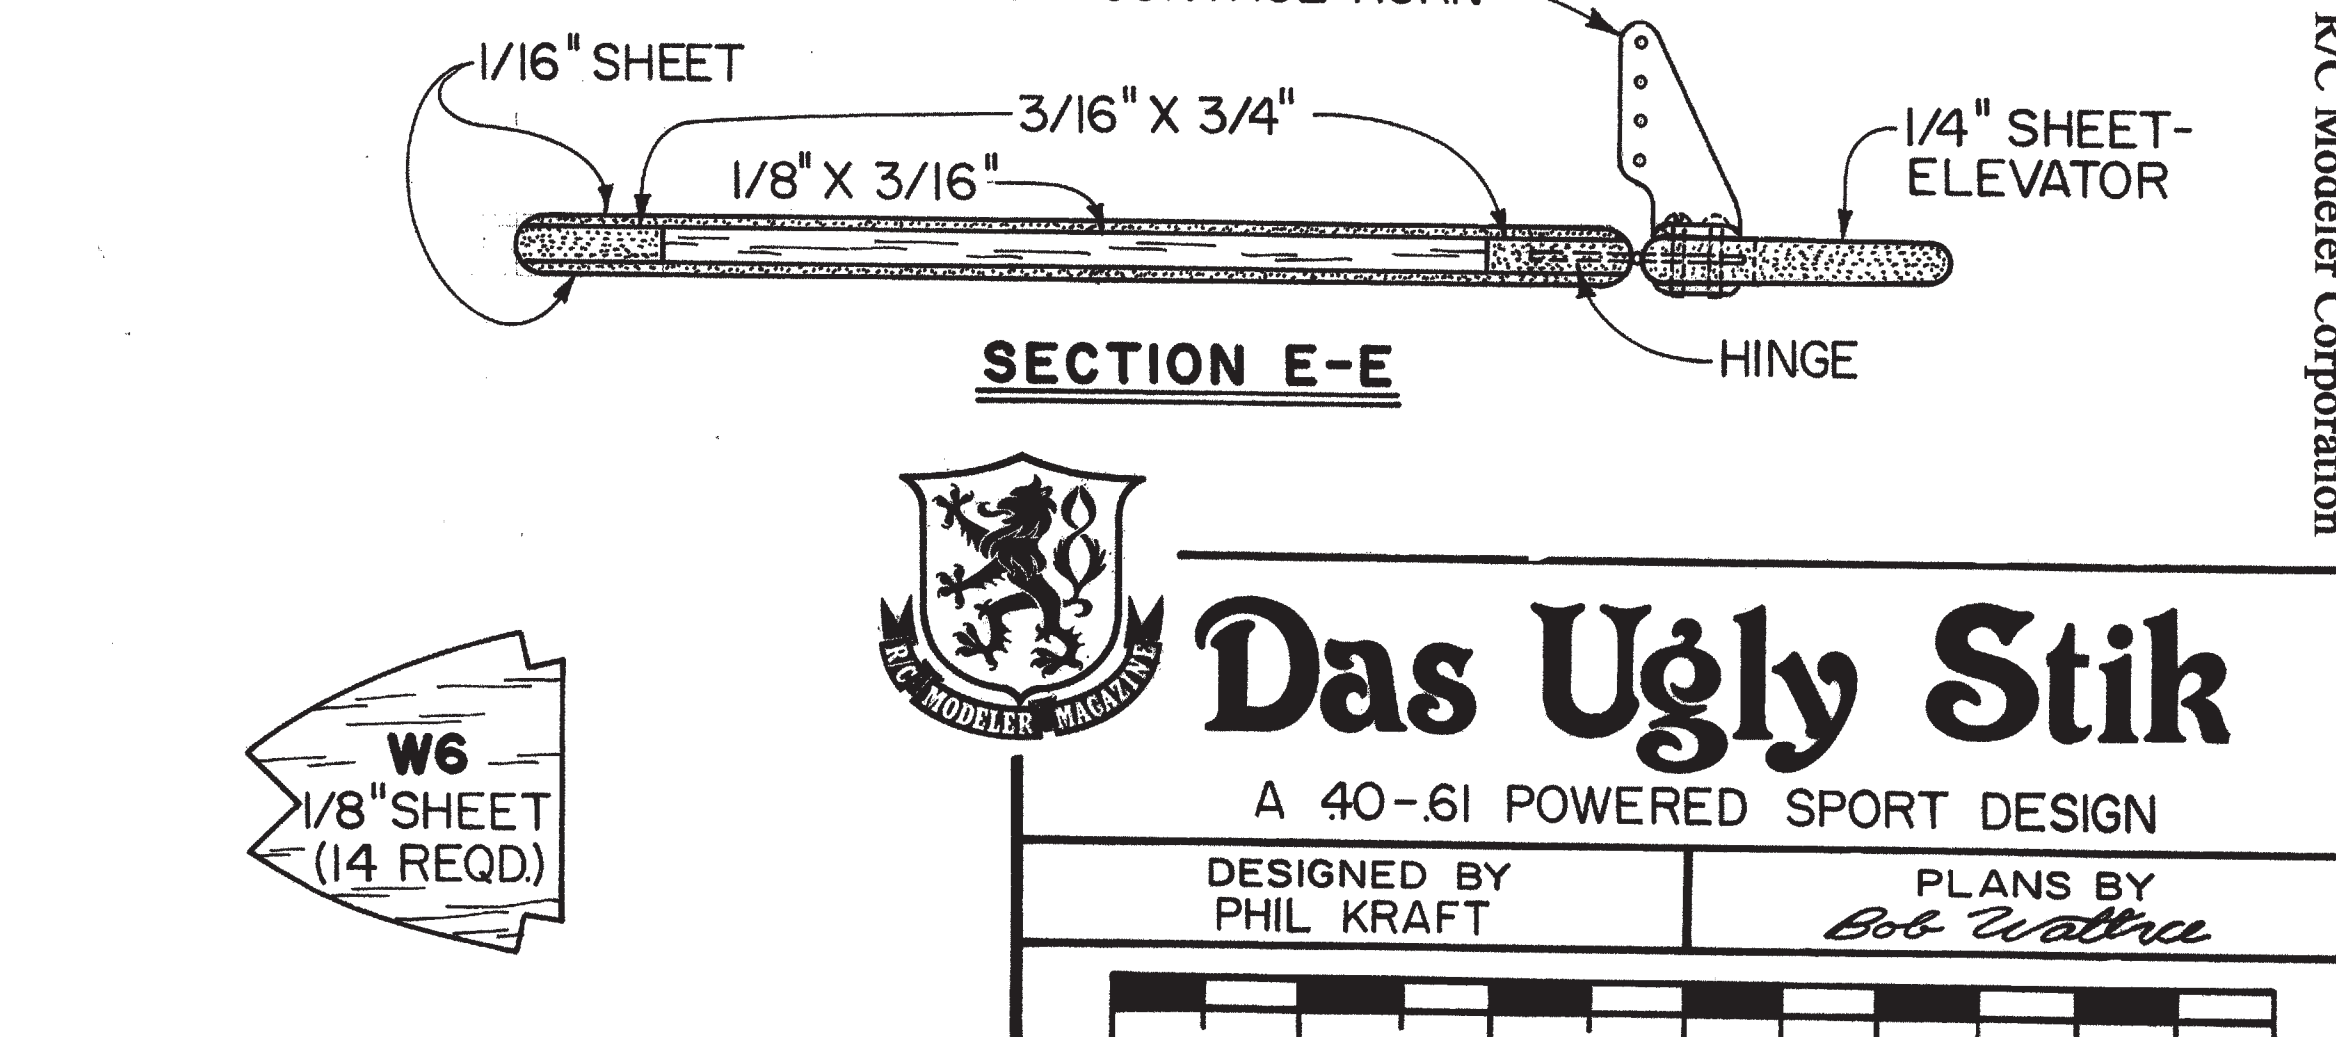 1/16" SHEET
3/16" X 3/4"
1/8" X 3/16"
1/4" SHEET-
ELEVATOR
HINGE
SECTION E-E
R/C Modeler Corporation
R/C MODELER MAGAZINE
Das Ugly Stik
A .40-.61 POWERED SPORT DESIGN
DESIGNED BY
PHIL KRAFT
PLANS BY
Bob Wallace
W6
1/8" SHEET
(14 REQD.)